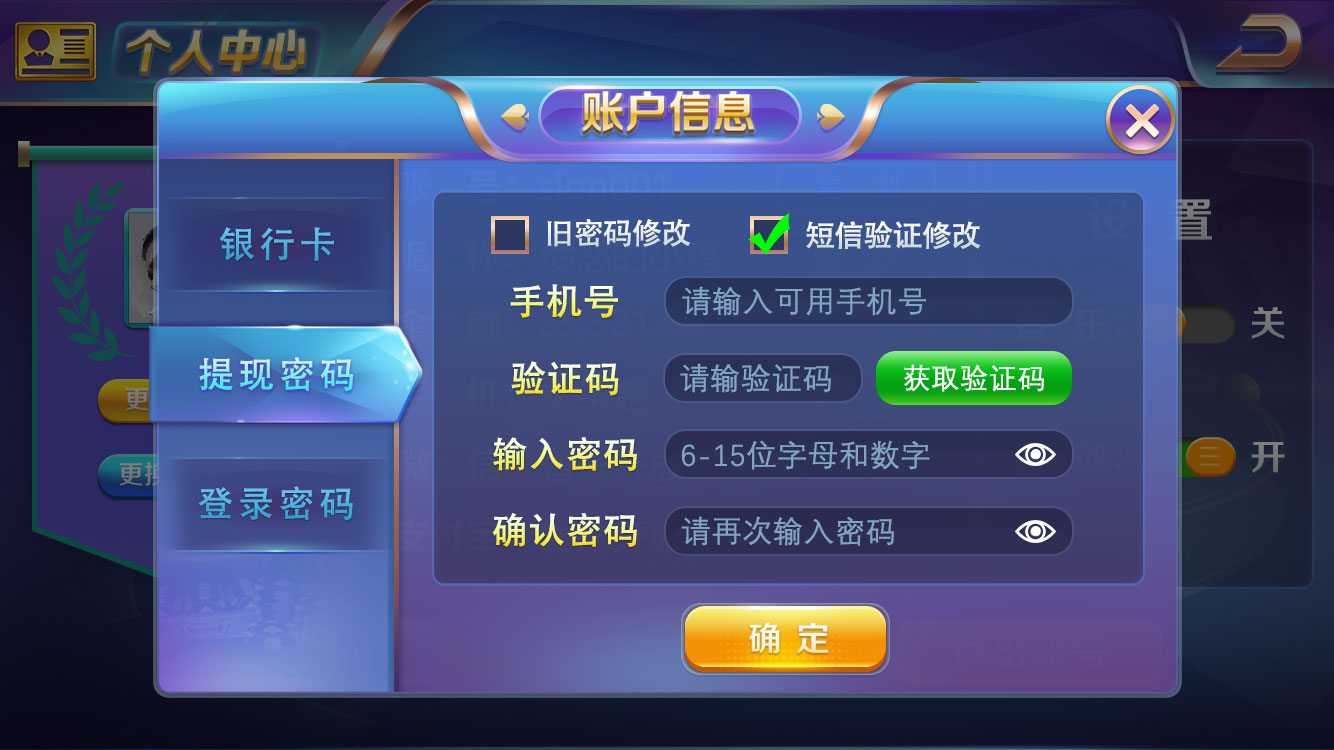 个人中心
账户信息
银行卡
提现密码
登录密码
旧密码修改
短信验证修改
手机号
请输入可用手机号
验证码
请输验证码
获取验证码
输入密码
6-15位字母和数字
确认密码
请再次输入密码
确 定
置
关
开
更
更换